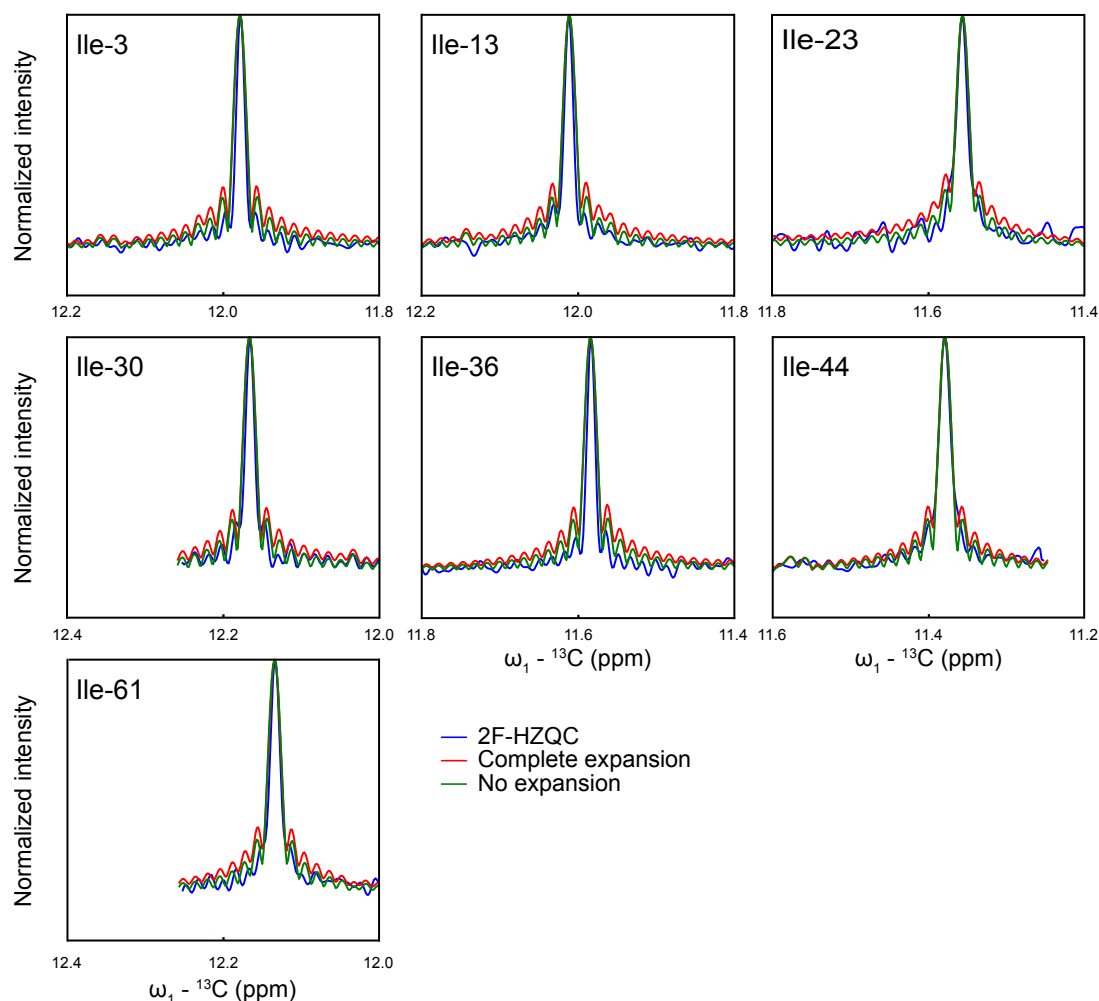 Normalized intensity
Ile-3
12.2 12.0 11.8
Ile-13
12.2 12.0 11.8
Ile-23
11.8 11.6 11.4
Normalized intensity
Ile-30
12.4 12.2 12.0
Ile-36
11.8 11.6 11.4
ω1 - 13C (ppm)
Ile-44
11.6 11.4 11.2
ω1 - 13C (ppm)
Normalized intensity
Ile-61
12.4 12.2 12.0
ω1 - 13C (ppm)
2F-HZQC
Complete expansion
No expansion